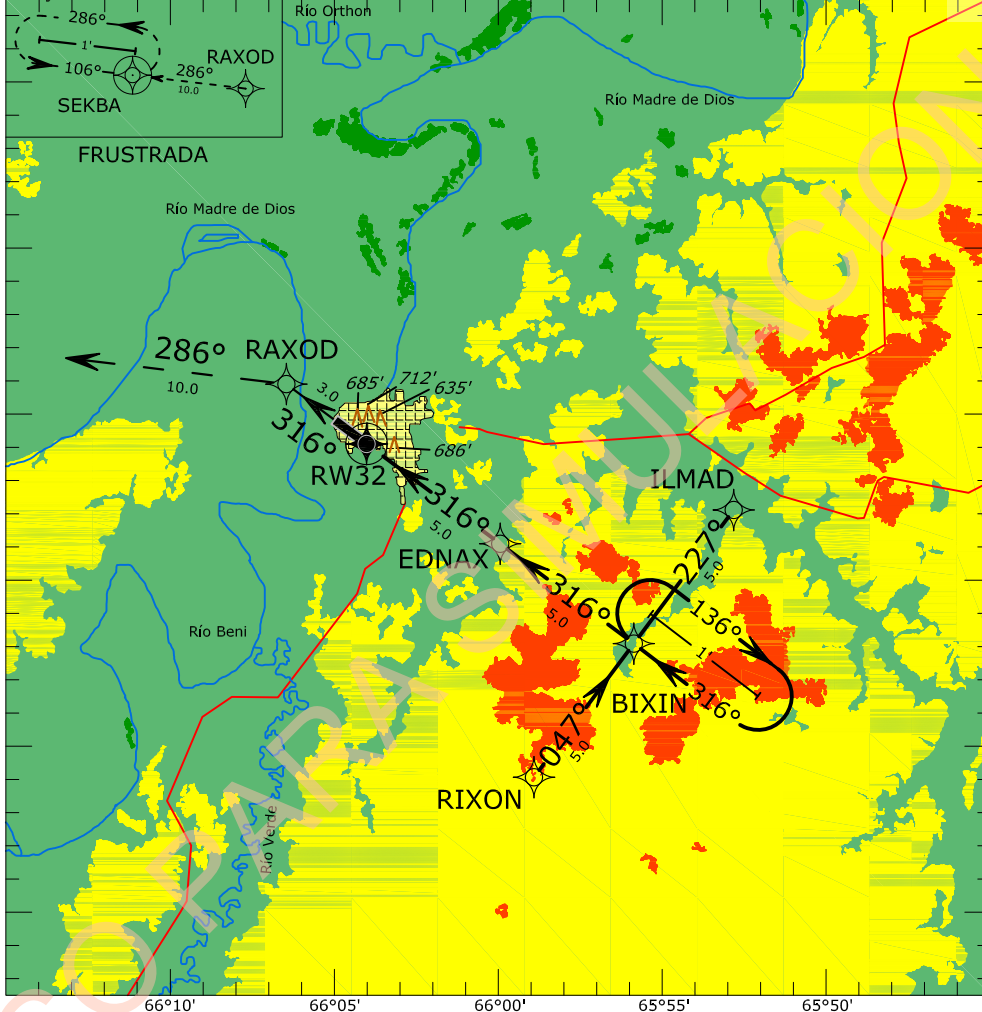 Río Orthon
286°
1'
106°
286°
10.0
RAXOD
SEKBA
FRUSTRADA
Río Madre de Dios
Río Madre de Dios
286°
10.0
RAXOD
3.0
316°
685'
712'
635'
686'
RW32
316°
5.0
EDNAX
ILMAD
227°
5.0
316°
5.0
136°
1'
316°
BIXIN
047°
5.0
RIXON
Río Beni
Río Verde
SO PARA SIMULACION
66°10'
66°05'
66°00'
65°55'
65°50'